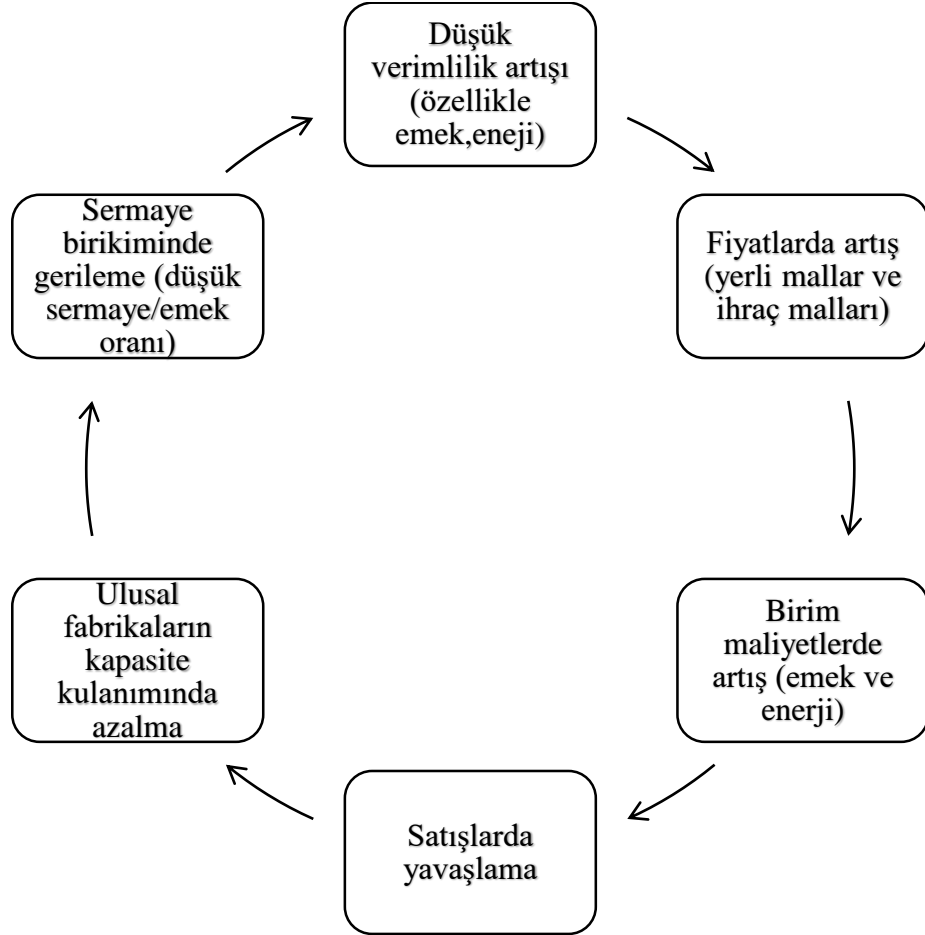 Düşük
verimlilik artışı
(özellikle
emek,eneji)
Fiyatlarda artış
(yerli mallar ve
ihraç malları)
Birim
maliyetlerde
artış (emek ve
enerji)
Satışlarda
yavaşlama
Ulusal
fabrikaların
kapasite
kulanımında
azalma
Sermaye
birikiminde
gerileme (düşük
sermaye/emek
oranı)